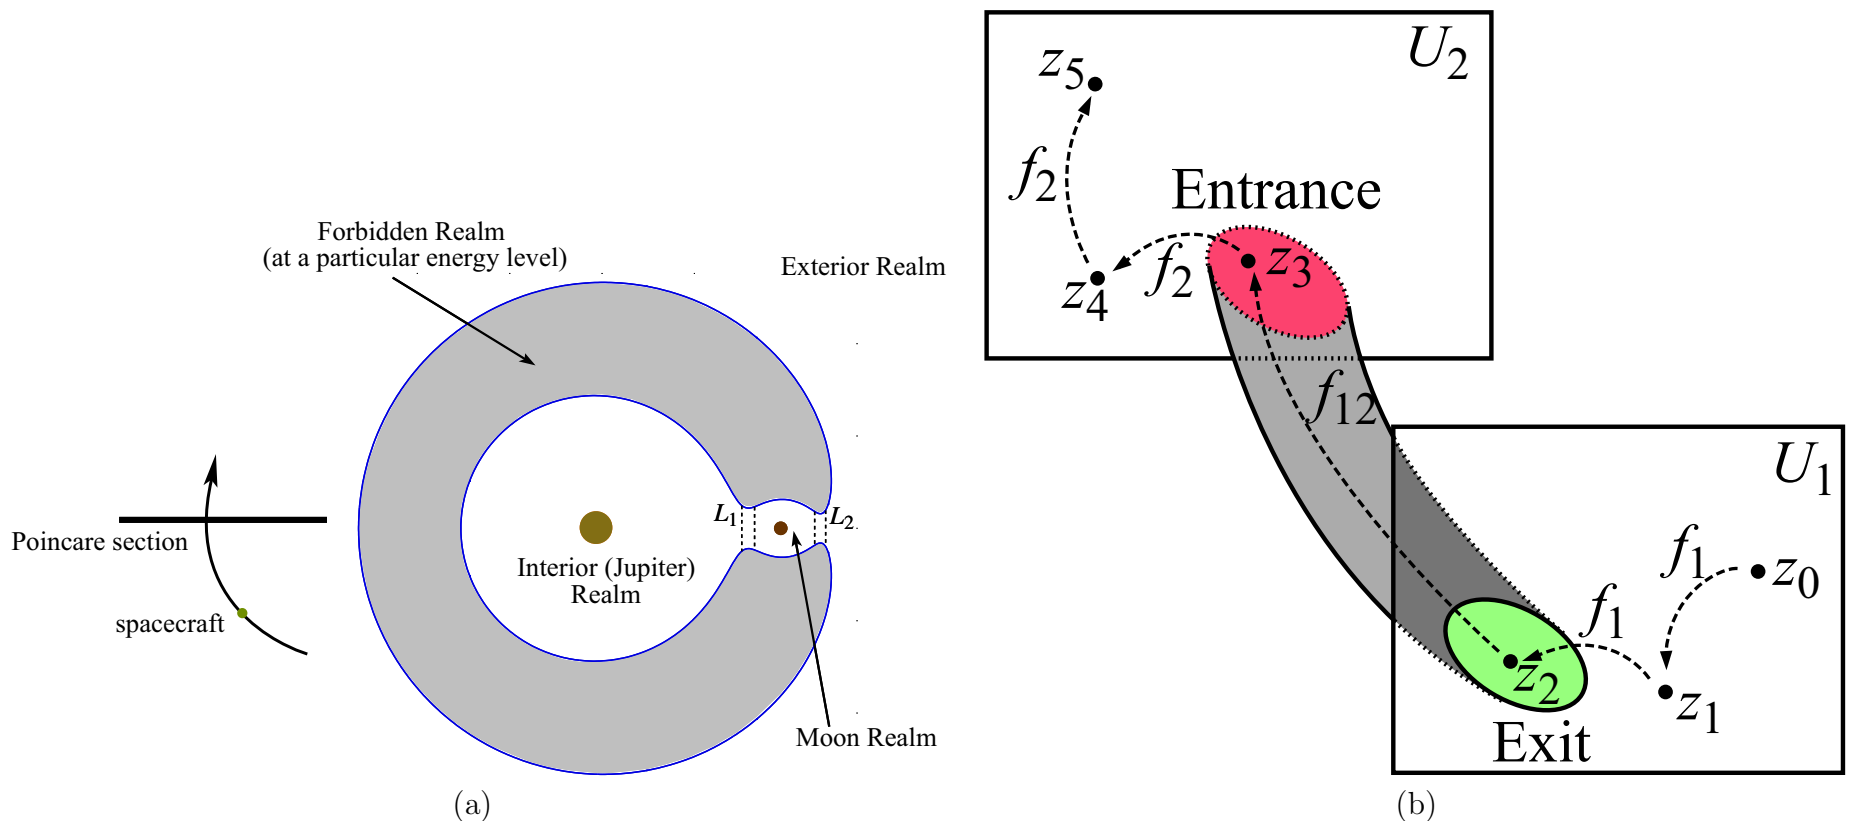 Forbidden Realm
(at a particular energy level)
Exterior Realm
L1
L2
Poincare section
Interior (Jupiter)
Realm
spacecraft
Moon Realm
(a)
U2
z5
f2
Entrance
z3
f2
z4
f12
U1
f1
z0
f1
z2
z1
Exit
(b)